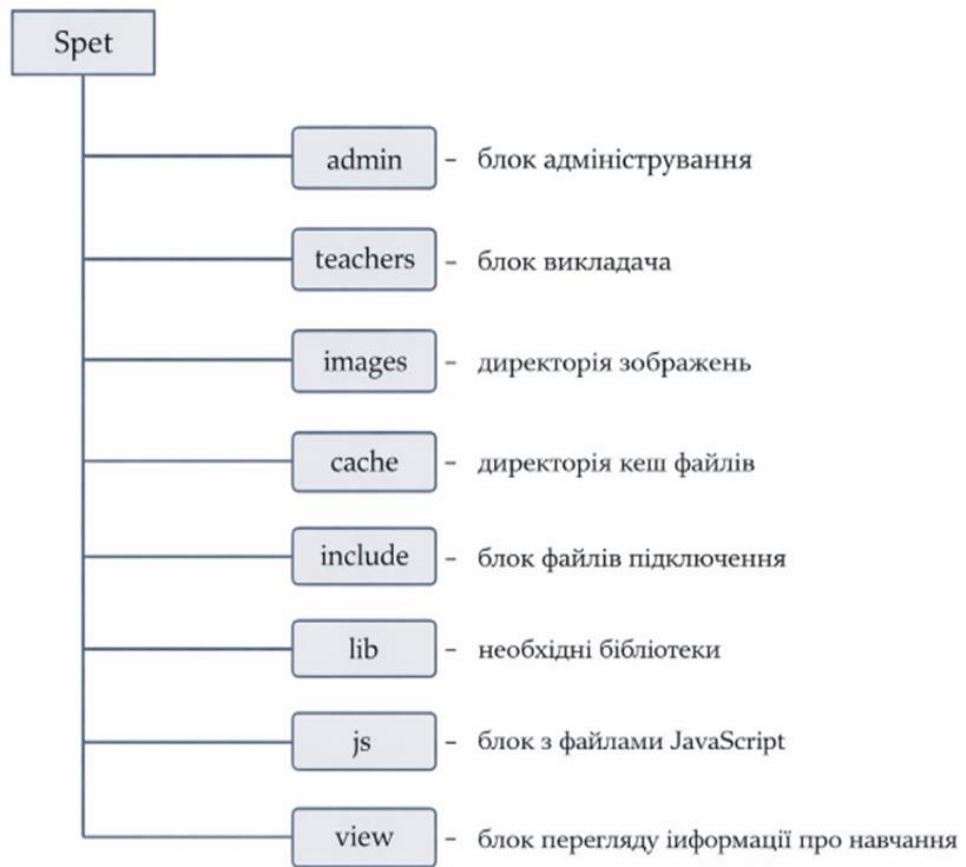 Spet
admin – блок адміністрування
teachers – блок викладача
images – директорія зображень
cache – директорія кеш файлів
include – блок файлів підключення
lib – необхідні бібліотеки
js – блок з файлами JavaScript
view – блок перегляду іиформації про навчання